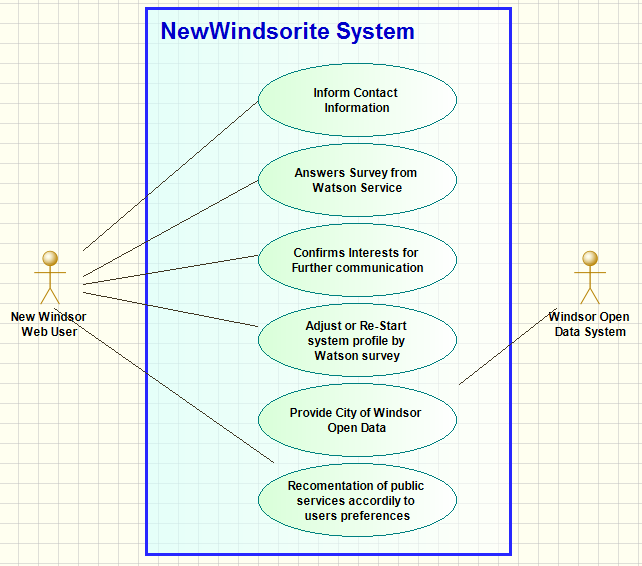 NewWindsorite System
Inform Contact
Information
Answers Survey from
Watson Service
Confirms Interests for
Further communication
New Windsor
Web User
Windsor Open
Data System
Adjust or Re-Start
system profile by
Watson survey
Provide City of Windsor
Open Data
Recomentation of public
services accordily to
users preferences